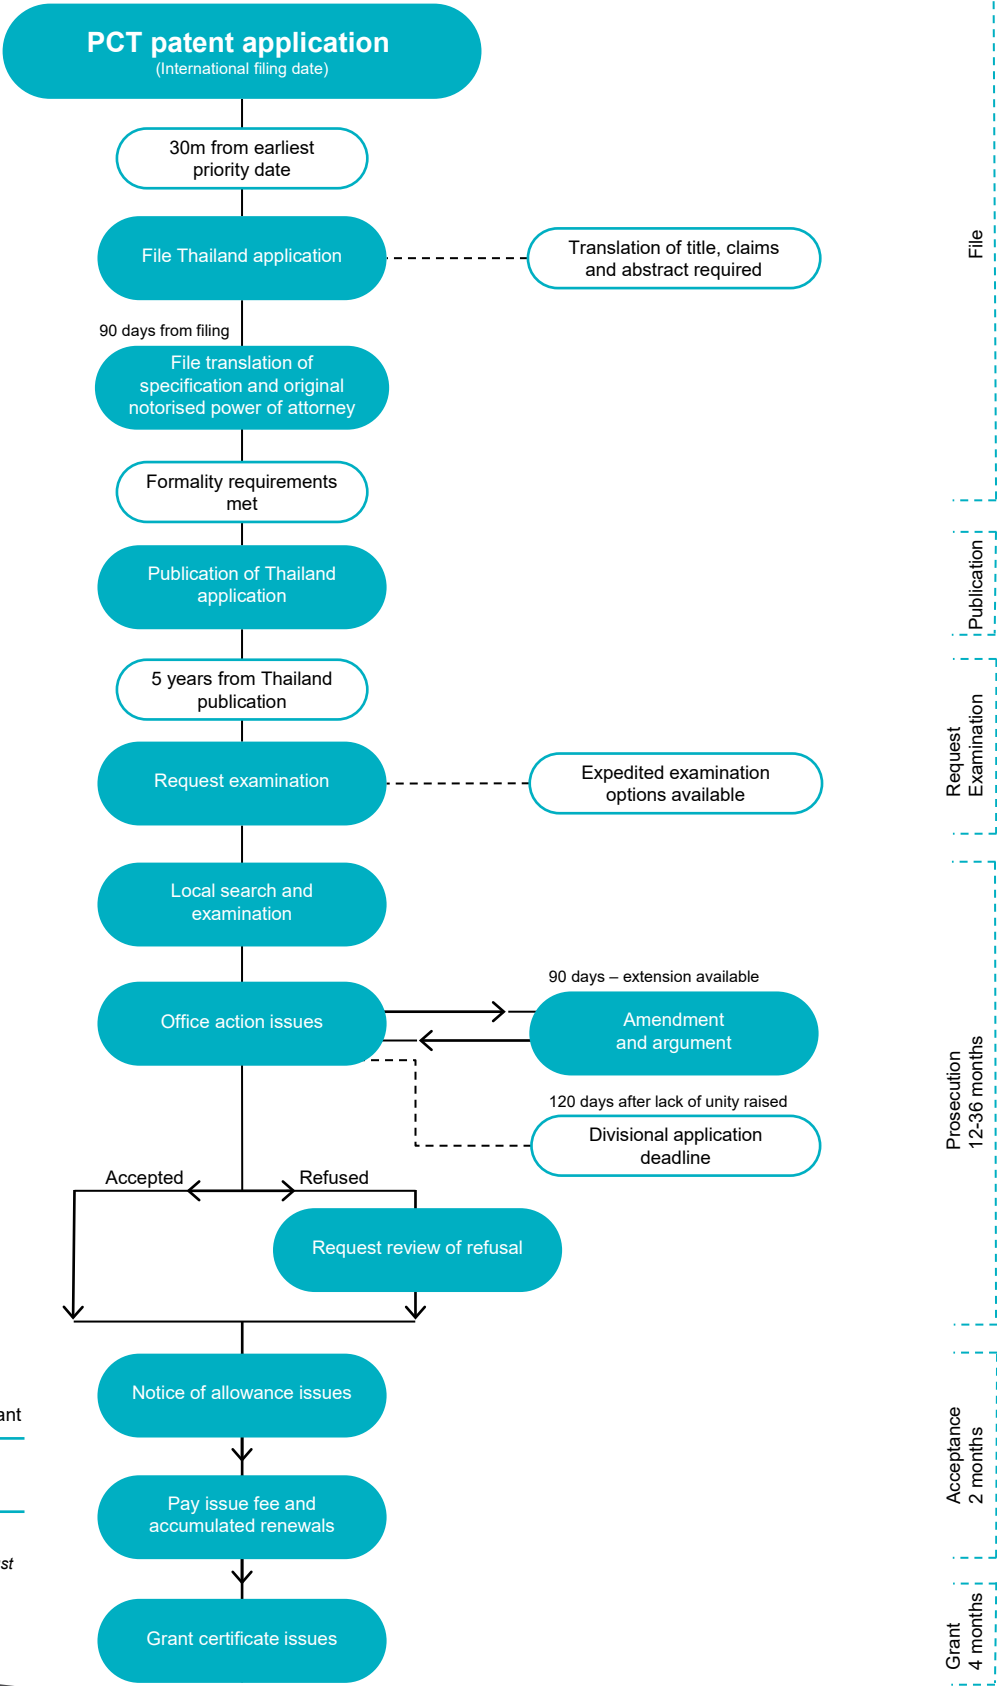 PCT patent application
(International filing date)
30m from earliest
priority date
File Thailand application
Translation of title, claims
and abstract required
90 days from filing
File translation of
specification and original
notorised power of attorney
Formality requirements
met
Publication of Thailand
application
5 years from Thailand
publication
Request examination
Expedited examination
options available
Local search and
examination
90 days – extension available
Office action issues
Amendment
and argument
120 days after lack of unity raised
Divisional application
deadline
Accepted
Refused
Request review of refusal
Notice of allowance issues
Pay issue fee and
accumulated renewals
Grant certificate issues
File
Publication
Request
Examination
Prosecution
12-36 months
Acceptance
2 months
Grant
4 months